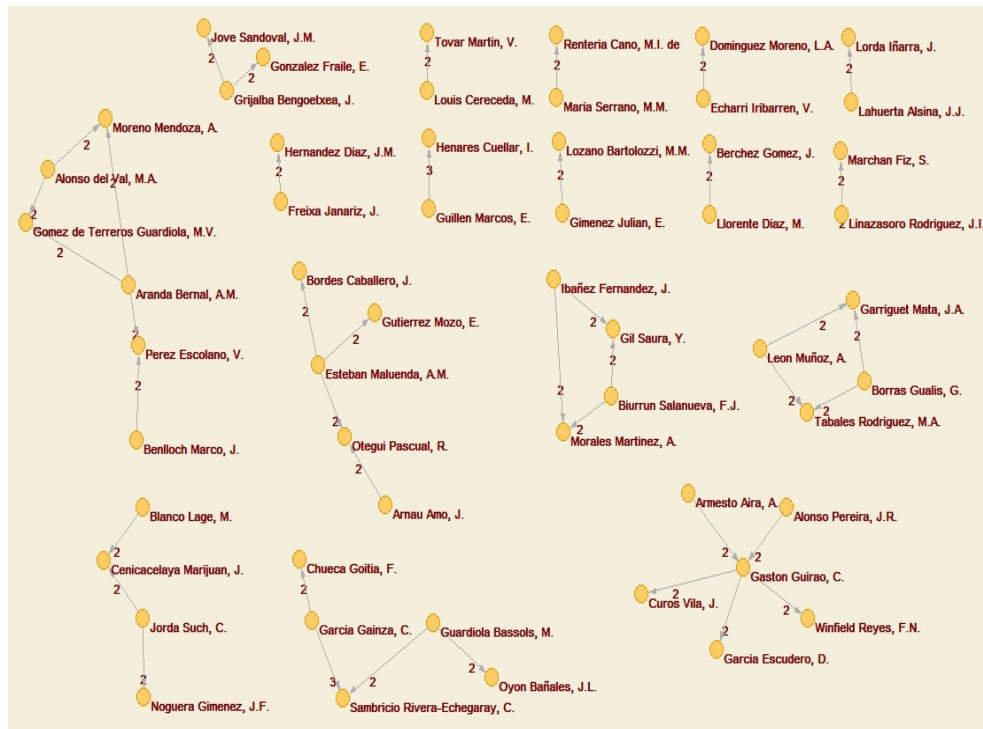 Jove Sandoval, J.M.
2
Gonzalez Fraile, E.
2
Grijalba Bengoetxea, J.
Tovar Martin, V.
2
Louis Cereceda, M.
Renteria Cano, M.I. de
2
Maria Serrano, M.M.
Dominguez Moreno, L.A.
2
Echarri Iribarren, V.
Lorda Iñarra, J.
2
Lahuerta Alsina, J.J.
Moreno Mendoza, A.
2
Alonso del Val, M.A.
2
2
Gomez de Terreros Guardiola, M.V.
2
Aranda Bernal, A.M.
2
Perez Escolano, V.
2
Benlloch Marco, J.
Hernandez Diaz, J.M.
2
Freixa Janariz, J.
Henares Cuellar, I.
3
Guillen Marcos, E.
Lozano Bartolozzi, M.M.
2
Gimenez Julian, E.
Berchez Gomez, J.
2
Llorente Diaz, M.
Marchan Fiz, S.
2
2
Linazasoro Rodriguez, J.I.
Bordes Caballero, J.
2
Gutierrez Mozo, E.
2
Esteban Maluenda, A.M.
2
Otegui Pascual, R.
2
Arnau Amo, J.
Ibañez Fernandez, J.
2
Gil Saura, Y.
2
2
Biurrun Salanueva, F.J.
2
Morales Martinez, A.
Garriguet Mata, J.A.
2
2
Leon Muñoz, A.
Borras Gualis, G.
2
2
Tabales Rodriguez, M.A.
Blanco Lage, M.
2
Cenicacelaya Marijuan, J.
2
Jorda Such, C.
2
Noguera Gimenez, J.F.
Chueca Goitia, F.
2
Garcia Gainza, C.
Guardiola Bassols, M.
3
2
2
Oyon Bañales, J.L.
Sambricio Rivera-Echegaray, C.
Armesto Aira, A.
Alonso Pereira, J.R.
2
2
Gaston Guirao, C.
2
Curos Vila, J.
2
Winfield Reyes, F.N.
2
Garcia Escudero, D.